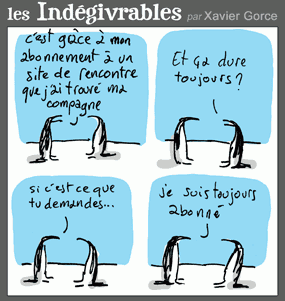 les Indégivrables par Xavier Gorce
c'est grâce à mon
abonnement à un
site de rencontre
que j'ai trouvé ma
compagne
Et ça dure
toujours?
si c'est ce que
tu demandes...
je suis toujours
abonné